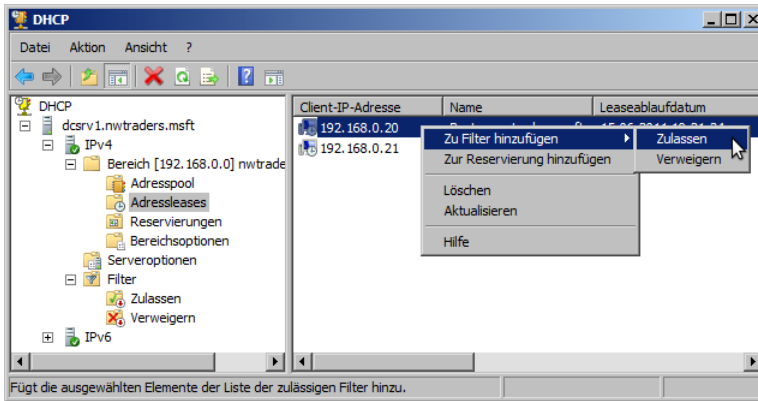 DHCP
Datei Aktion Ansicht ?
DHCP
dcsrv1.nwtraders.msft
IPv4
Bereich [192.168.0.0] nwtrade
Adresspool
Adressleases
Reservierungen
Bereichsoptionen
Serveroptionen
Filter
Zulassen
Verweigern
IPv6
Client-IP-Adresse Name Leaseablaufdatum
192.168.0.20
192.168.0.21
Zu Filter hinzufügen
Zur Reservierung hinzufügen
Löschen
Aktualisieren
Hilfe
Zulassen
Verweigern
Fügt die ausgewählten Elemente der Liste der zulässigen Filter hinzu.